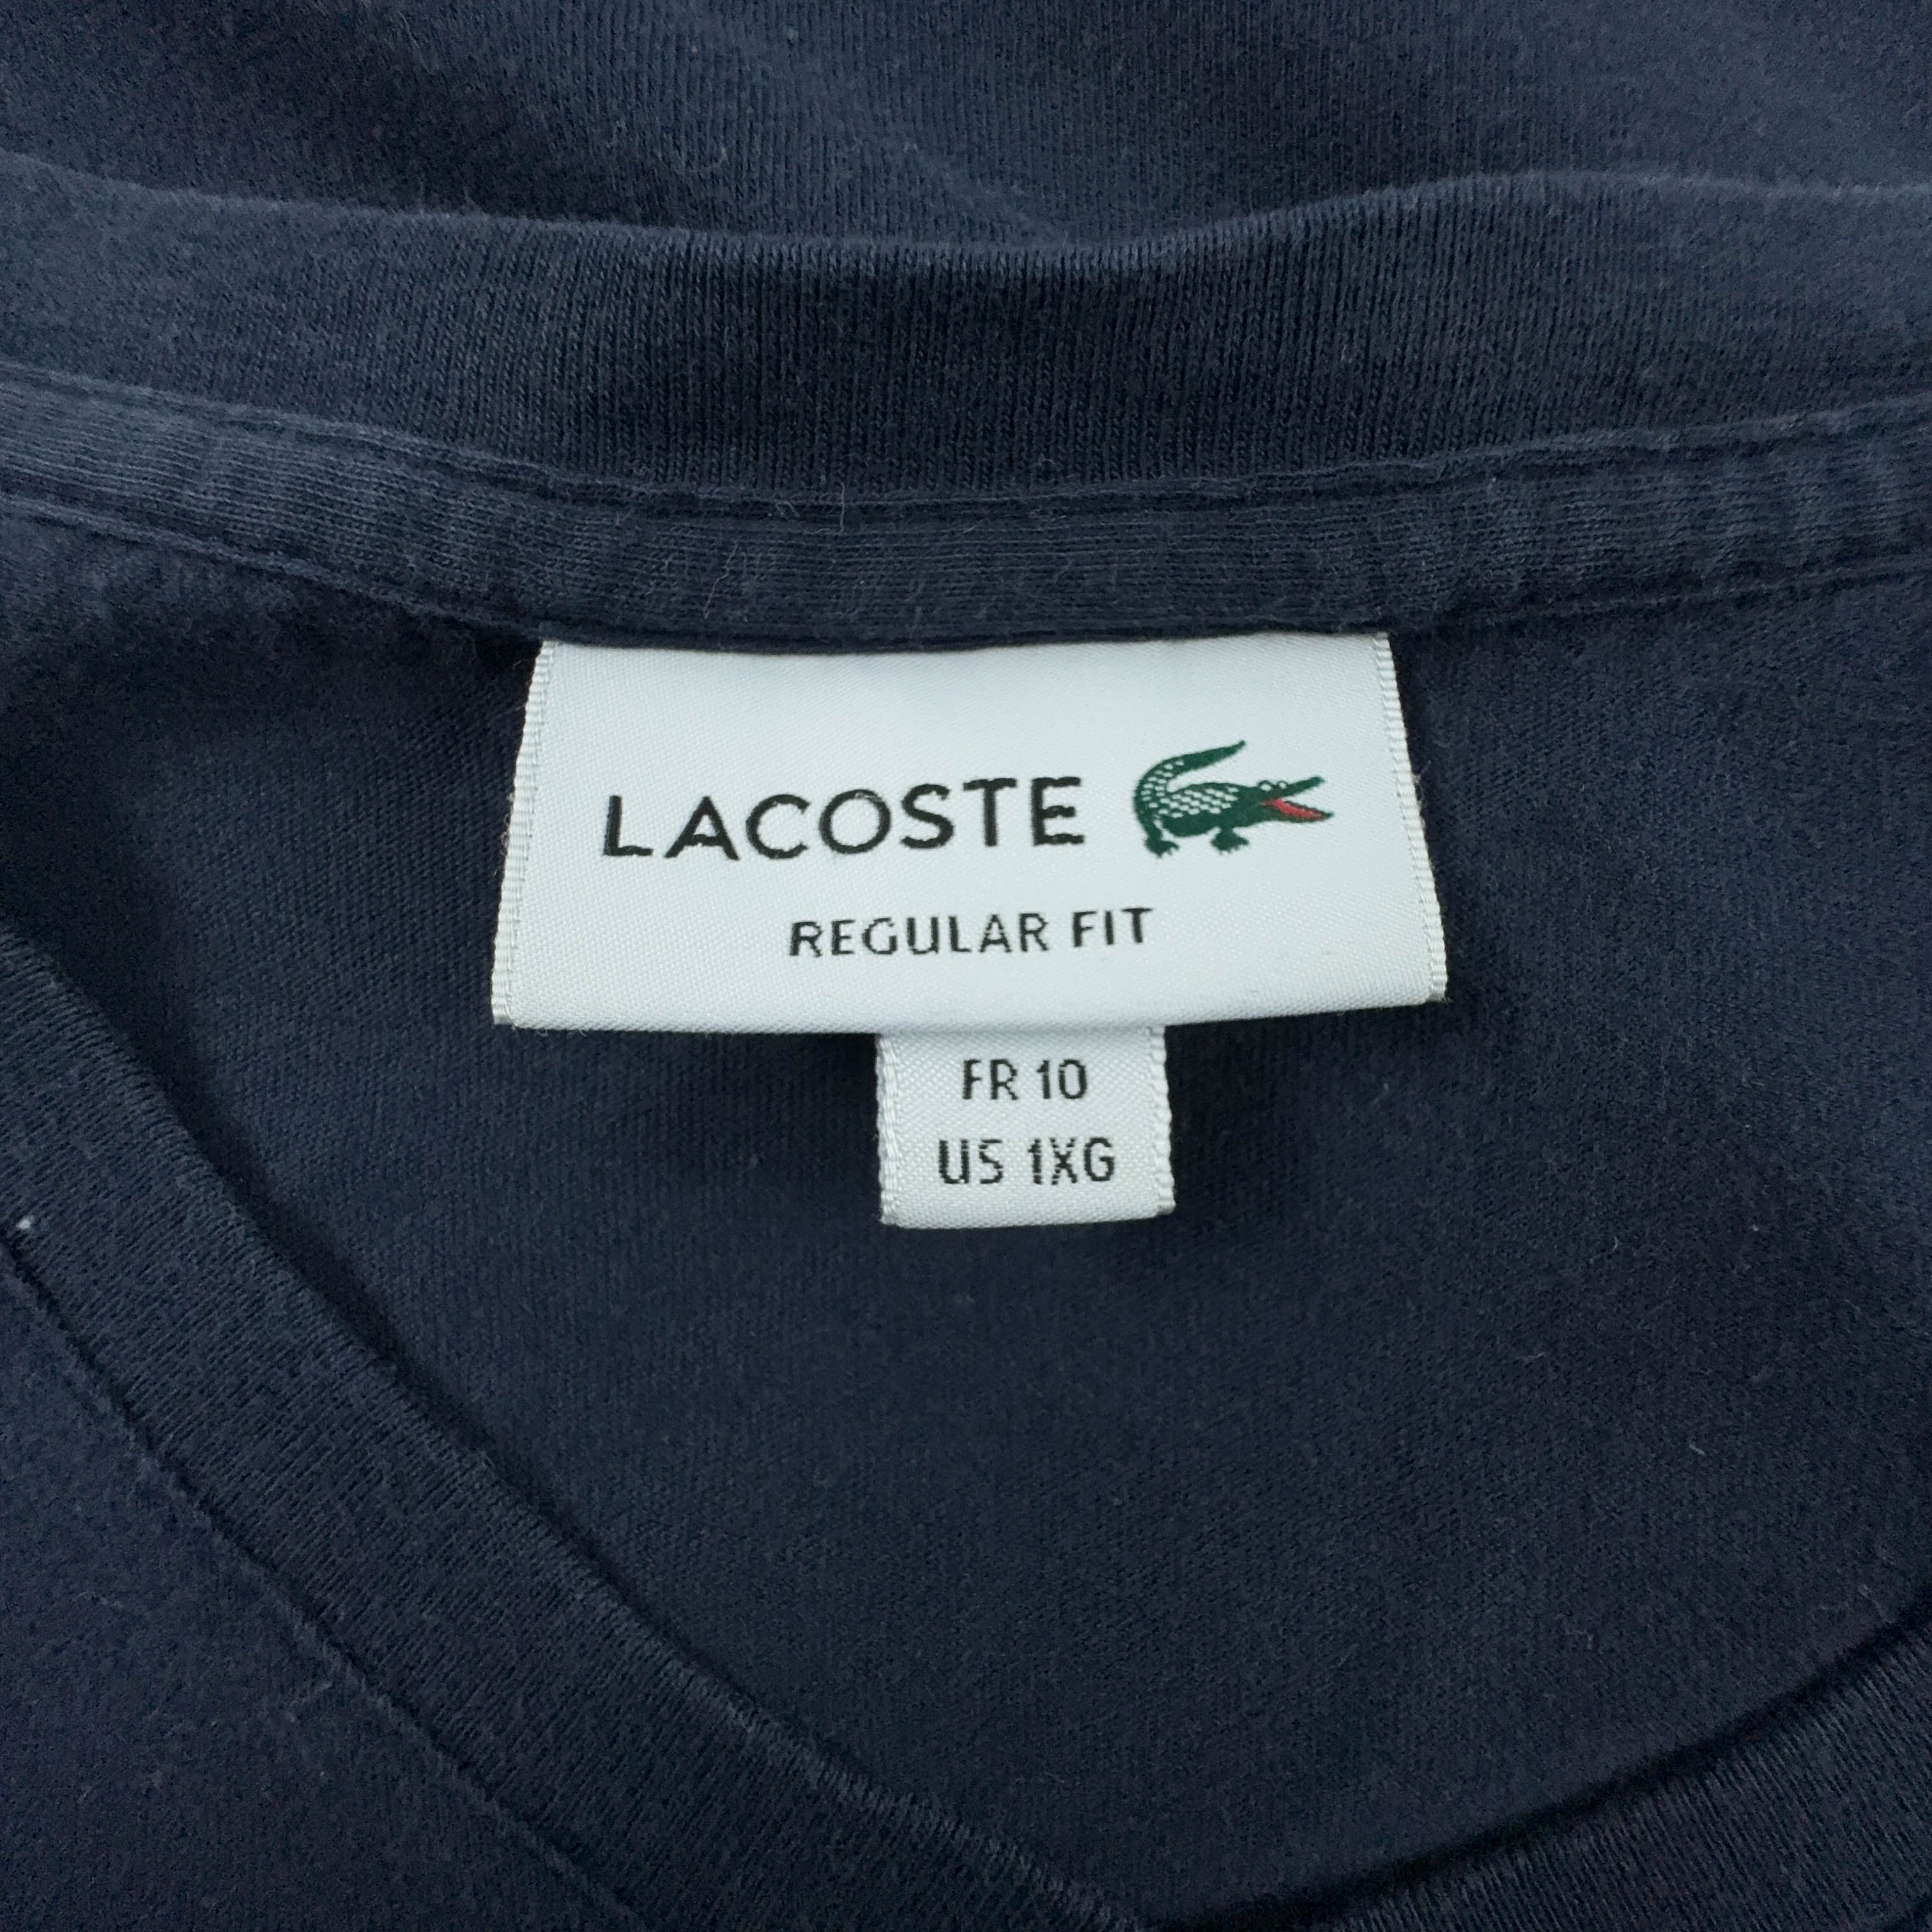 LACOSTE
REGULAR FIT
FR 10
US 1XG